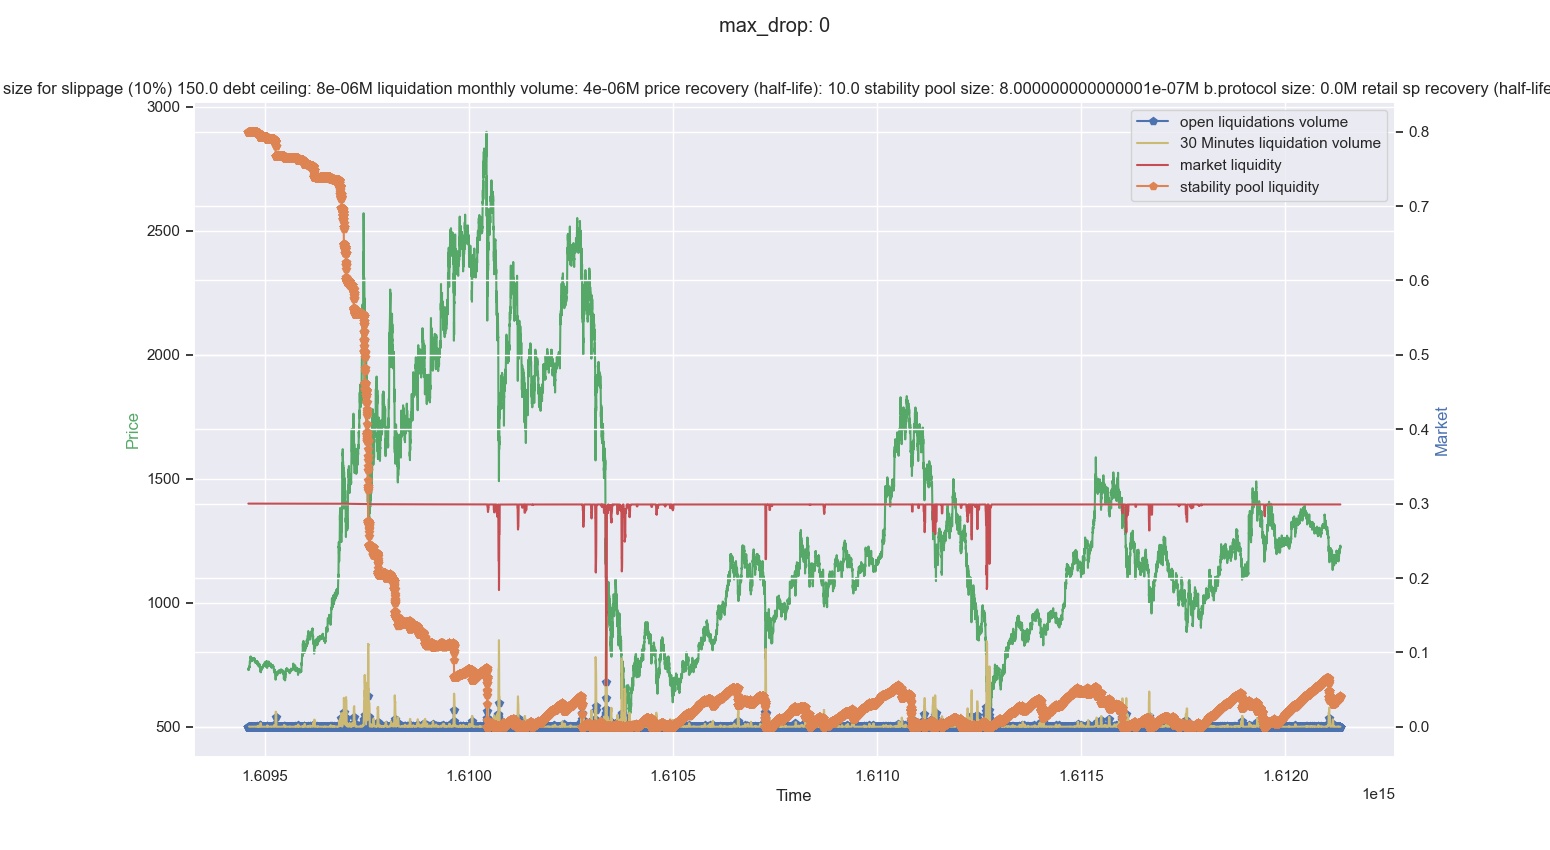 max_drop: 0
size for slippage (10%) 150.0 debt ceiling: 8e-06M liquidation monthly volume: 4e-06M price recovery (half-life): 10.0 stability pool size: 8.000000000000001e-07M b.protocol size: 0.0M retail sp recovery (half-life
3000
2500
2000
1500
1000
500
Price
open liquidations volume
30 Minutes liquidation volume
market liquidity
stability pool liquidity
0.8
0.7
0.6
0.5
0.4
0.3
0.2
0.1
0.0
Market
1.6095
1.6100
1.6105
1.6110
1.6115
1.6120
Time
1e15